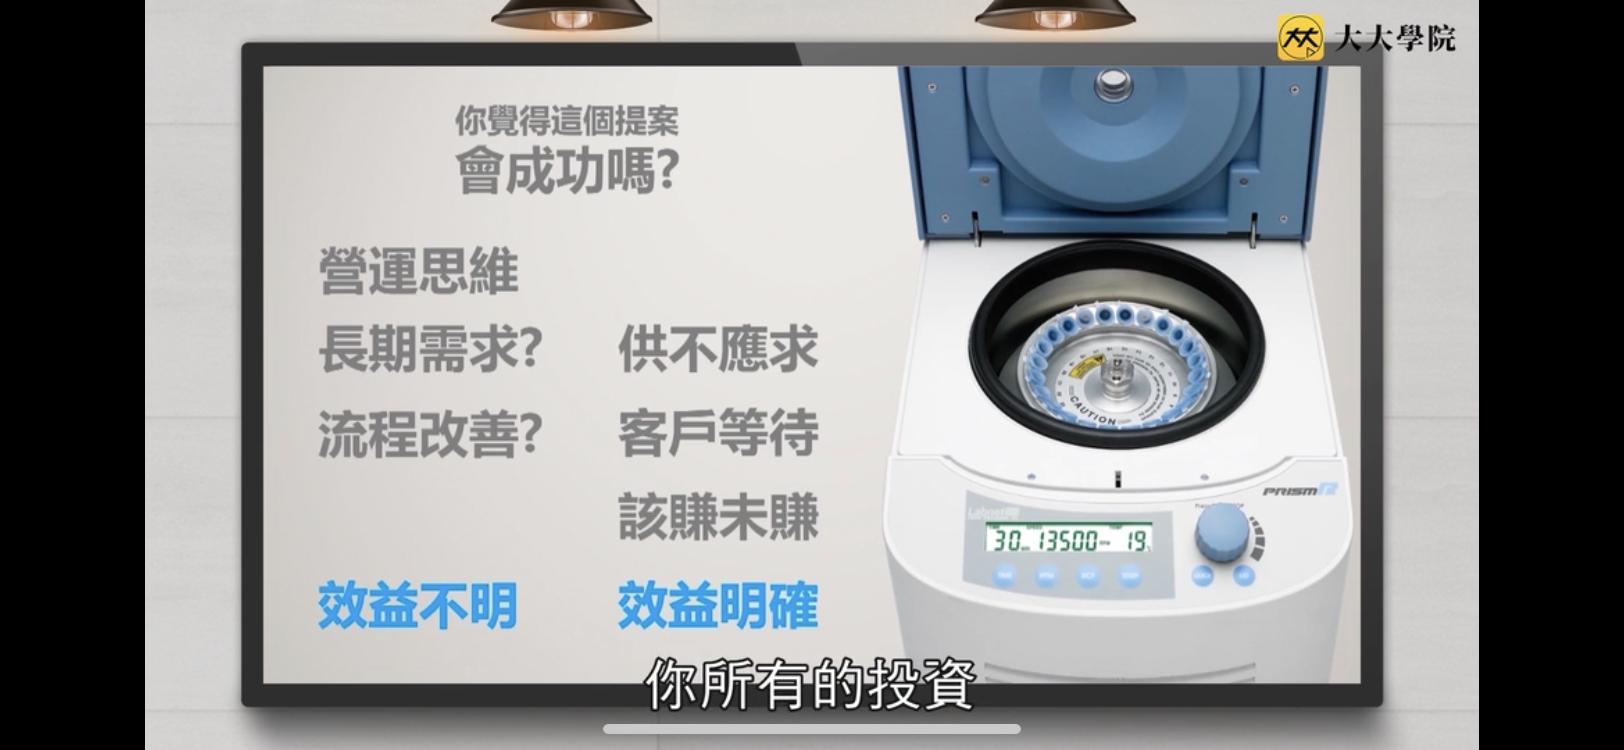 大大學院
你覺得這個提案
會成功嗎?
營運思維
長期需求? 供不應求
流程改善? 客戶等待
該賺未賺
效益不明 效益明確
CAUTION
PRISM R
Labnet
30 13500 19
你所有的投資